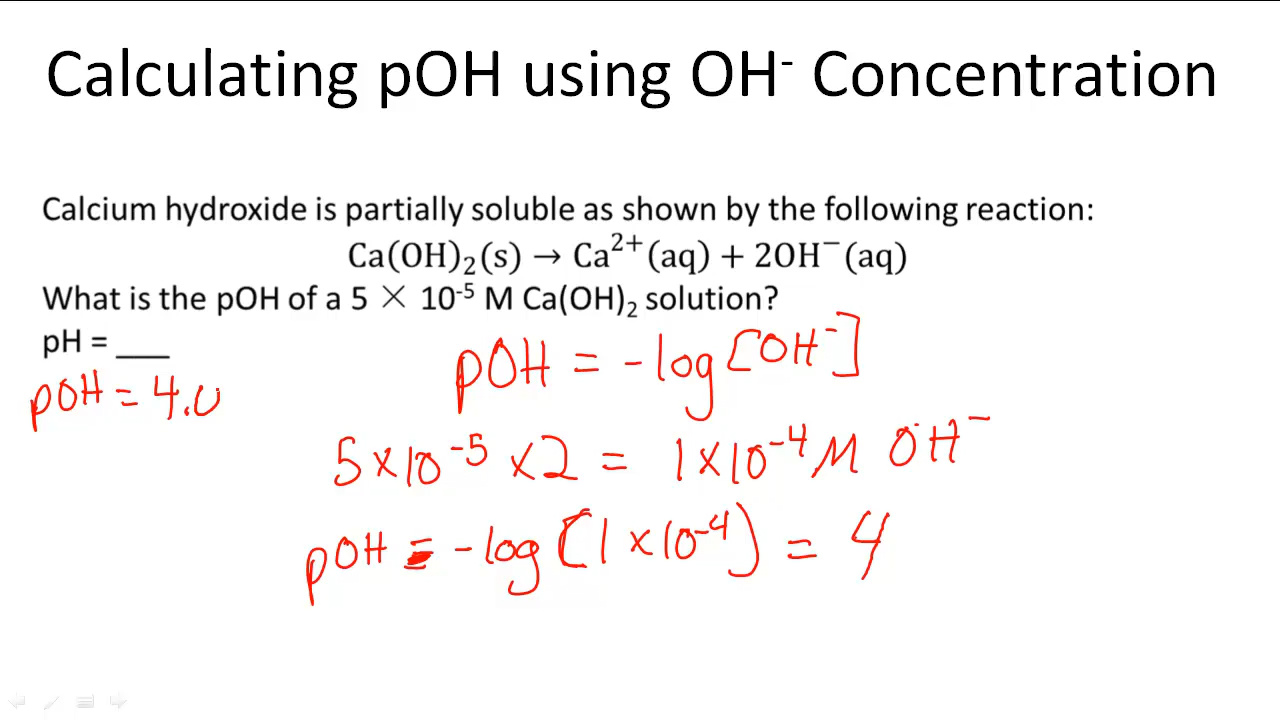 Calculating pOH using OH⁻ Concentration
Calcium hydroxide is partially soluble as shown by the following reaction:
Ca(OH)₂(s) → Ca²⁺(aq) + 2OH⁻(aq)
What is the pOH of a 5 × 10⁻⁵ M Ca(OH)₂ solution?
pH = ___
pOH = 4.0
pOH = -log[OH⁻]
5×10⁻⁵ ×2 = 1×10⁻⁴ M OH⁻
pOH = -log(1×10⁻⁴) = 4